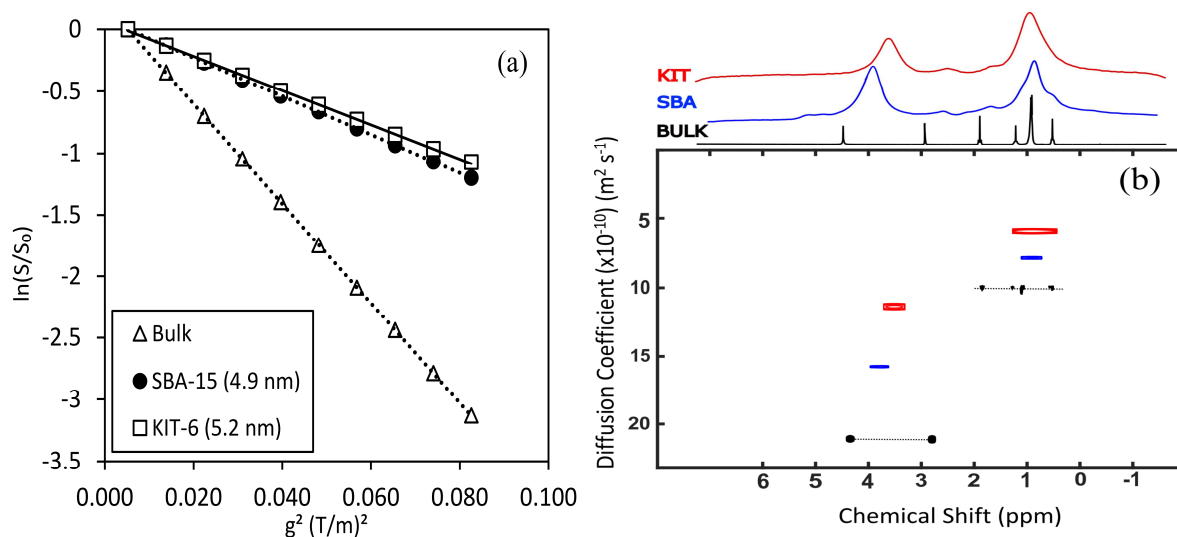 (a)
0
-0.5
-1
-1.5
-2
-2.5
-3
-3.5
ln(s/s₀)
Bulk
SBA-15 (4.9 nm)
KIT-6 (5.2 nm)
0.000 0.020 0.040 0.060 0.080 0.100
g² (T/m)²
KIT
SBA
BULK
(b)
Diffusion Coefficient (x10⁻¹⁰) (m² s⁻¹)
5
10
15
20
6 5 4 3 2 1 0 -1
Chemical Shift (ppm)